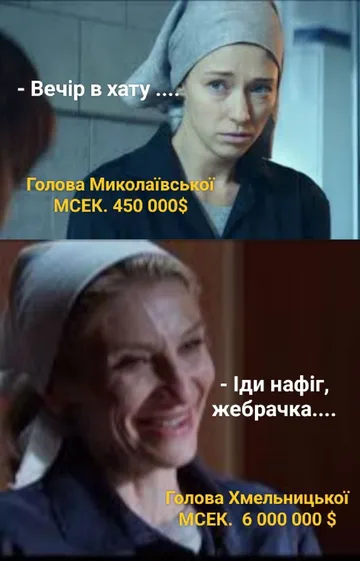 - Вечір в хату ....
Голова Миколаївської
МСЕК. 450 000$
- Іди нафіг,
жебрачка....
Голова Хмельницької
МСЕК. 6 000 000 $